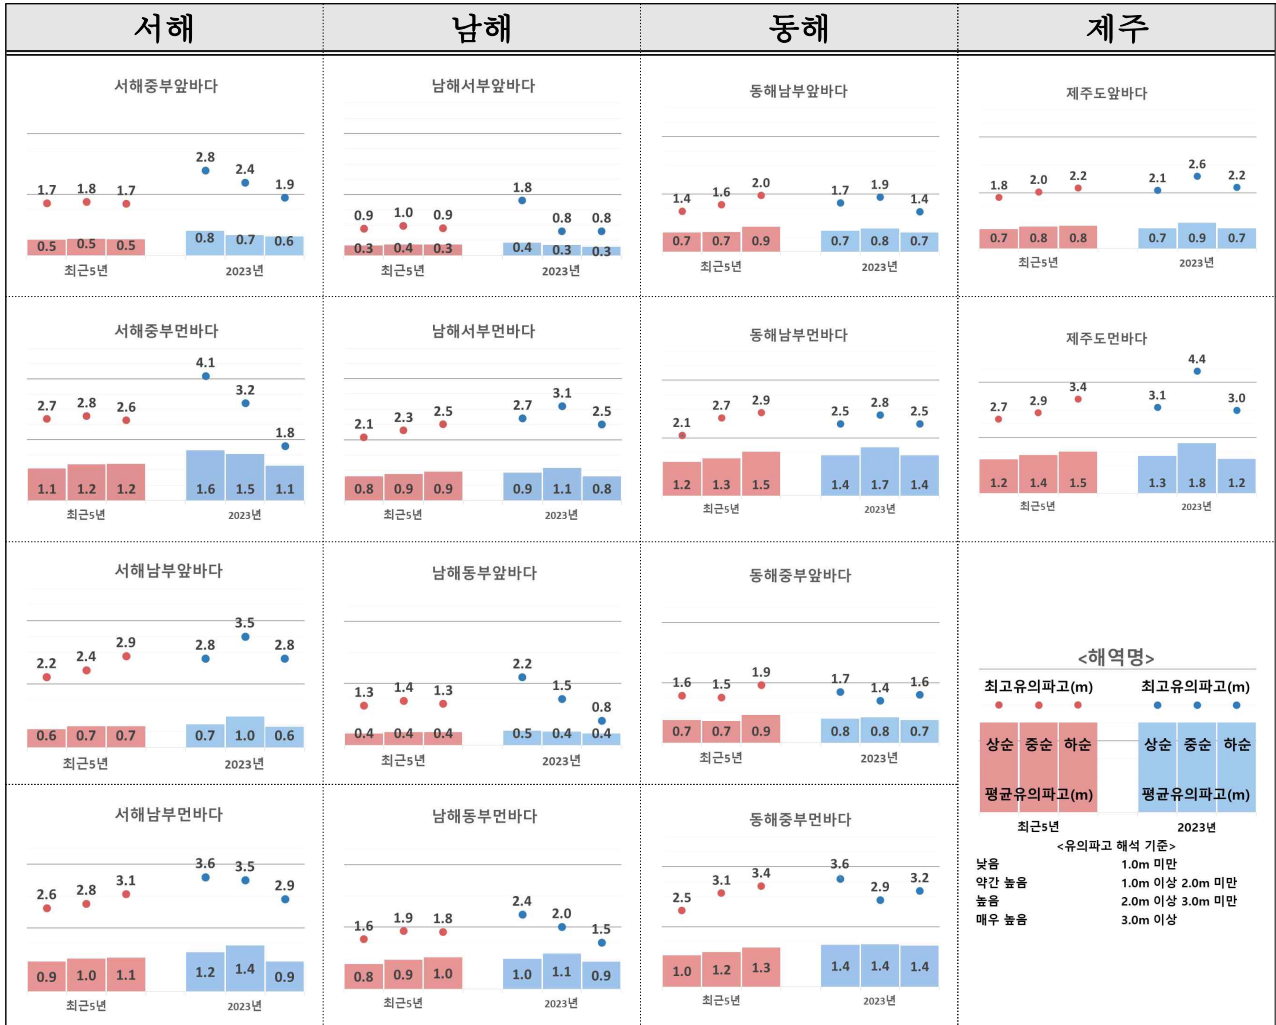 서해 남해 동해 제주
서해중부앞바다
2.8
2.4
1.7 1.8 1.7 1.9
0.5 0.5 0.5 0.8 0.7 0.6
최근5년 2023년
남해서부앞바다
1.8
0.9 1.0 0.9 0.8 0.8
0.3 0.4 0.3 0.4 0.3 0.3
최근5년 2023년
동해남부앞바다
1.4 1.6 2.0 1.7 1.9 1.4
0.7 0.7 0.9 0.7 0.8 0.7
최근5년 2023년
제주도앞바다
1.8 2.0 2.2 2.1 2.6 2.2
0.7 0.8 0.8 0.7 0.9 0.7
최근5년 2023년
서해중부먼바다
4.1
2.7 2.8 2.6 3.2
1.8
1.1 1.2 1.2 1.6 1.5 1.1
최근5년 2023년
남해서부먼바다
2.1 2.3 2.5 2.7 3.1 2.5
0.8 0.9 0.9 0.9 1.1 0.8
최근5년 2023년
동해남부먼바다
2.1 2.7 2.9 2.5 2.8 2.5
1.2 1.3 1.5 1.4 1.7 1.4
최근5년 2023년
제주도먼바다
4.4
2.7 2.9 3.4 3.1 3.0
1.2 1.4 1.5 1.3 1.8 1.2
최근5년 2023년
서해남부앞바다
2.2 2.4 2.9 2.8 3.5 2.8
0.6 0.7 0.7 0.7 1.0 0.6
최근5년 2023년
남해동부앞바다
1.3 1.4 1.3 2.2 1.5 0.8
0.4 0.4 0.4 0.5 0.4 0.4
최근5년 2023년
동해중부앞바다
1.6 1.5 1.9 1.7 1.4 1.6
0.7 0.7 0.9 0.8 0.8 0.7
최근5년 2023년
서해남부먼바다
2.6 2.8 3.1 3.6 3.5 2.9
0.9 1.0 1.1 1.2 1.4 0.9
최근5년 2023년
남해동부먼바다
1.6 1.9 1.8 2.4 2.0 1.5
0.8 0.9 1.0 1.0 1.1 0.9
최근5년 2023년
동해중부먼바다
2.5 3.1 3.4 3.6 2.9 3.2
1.0 1.2 1.3 1.4 1.4 1.4
최근5년 2023년
<해역명>
최고유의파고(m) 최고유의파고(m)
상순 중순 하순 상순 중순 하순
평균유의파고(m) 평균유의파고(m)
최근5년 2023년
<유의파고 해석 기준>
낮음 1.0m 미만
약간 높음 1.0m 이상 2.0m 미만
높음 2.0m 이상 3.0m 미만
매우 높음 3.0m 이상